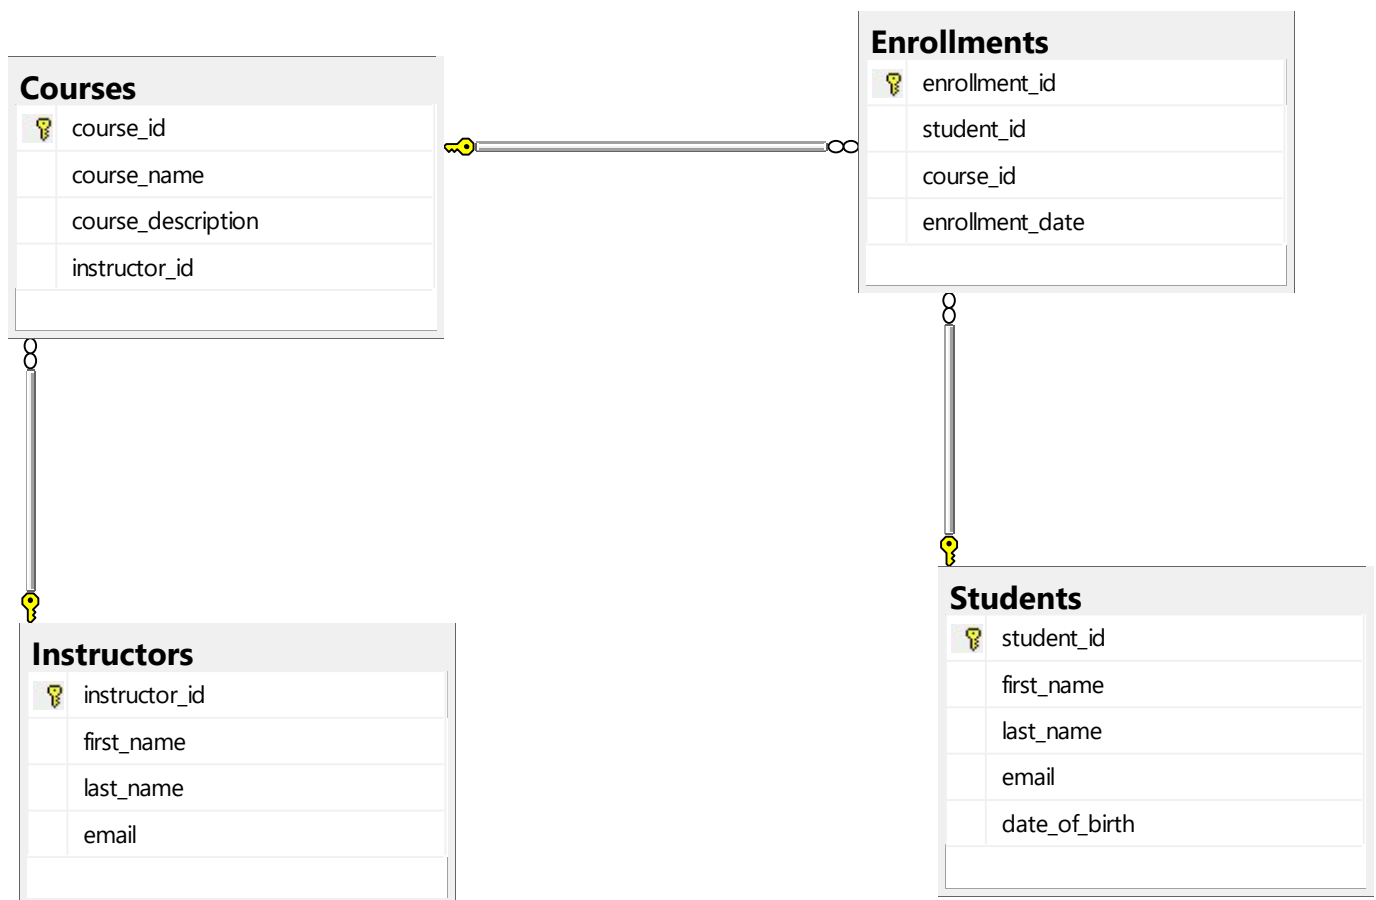 Courses
course_id
course_name
course_description
instructor_id
Enrollments
enrollment_id
student_id
course_id
enrollment_date
Instructors
instructor_id
first_name
last_name
email
Students
student_id
first_name
last_name
email
date_of_birth